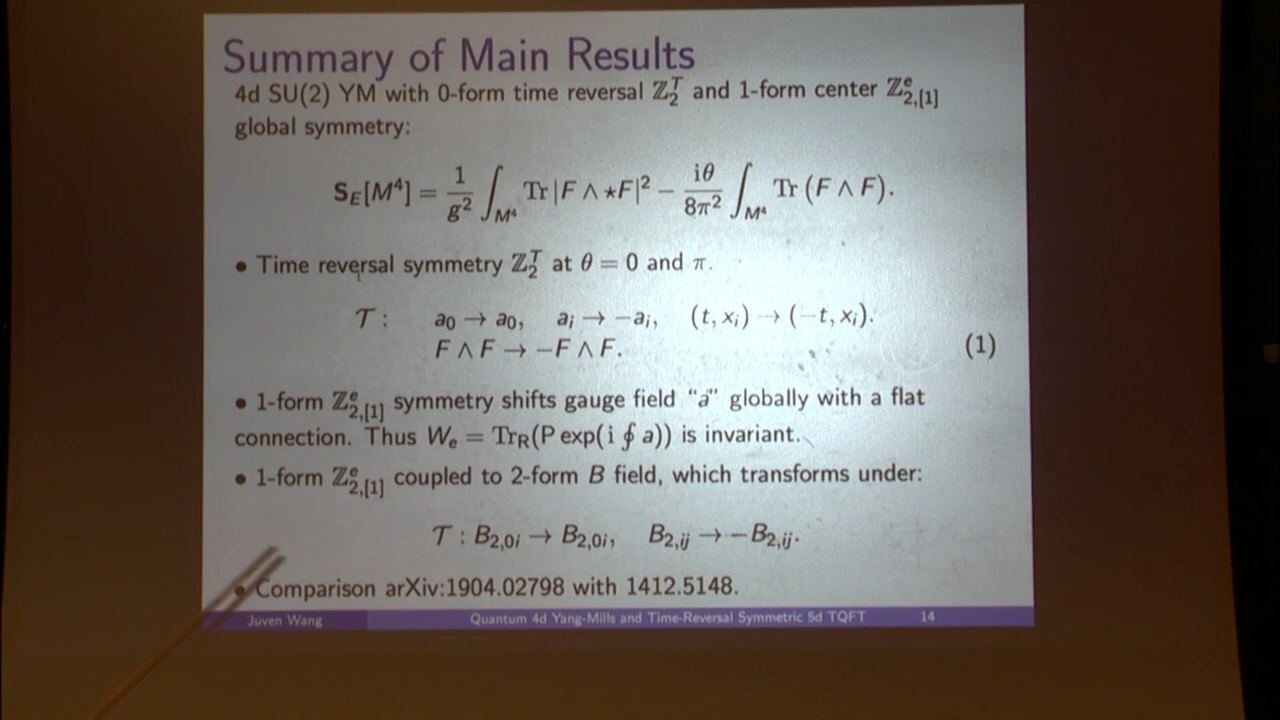 Summary of Main Results
4d SU(2) YM with 0-form time reversal ℤ₂ᵀ and 1-form center ℤᵉ₂,[1]
global symmetry:
S_E[M⁴] = 1/g² ∫_M⁴ Tr|F ∧ ⋆F|² − iθ/8π² ∫_M⁴ Tr (F ∧ F).
• Time reversal symmetry ℤ₂ᵀ at θ = 0 and π.
𝒯 : a₀ → a₀, aᵢ → −aᵢ, (t, xᵢ) → (−t, xᵢ).
F ∧ F → −F ∧ F. (1)
• 1-form ℤᵉ₂,[1] symmetry shifts gauge field "a" globally with a flat
connection. Thus Wₑ = Tr_R(P exp(i ∮ a)) is invariant.
• 1-form ℤᵉ₂,[1] coupled to 2-form B field, which transforms under:
𝒯 : B₂,₀ᵢ → B₂,₀ᵢ, B₂,ᵢⱼ → −B₂,ᵢⱼ.
• Comparison arXiv:1904.02798 with 1412.5148.
Juven Wang Quantum 4d Yang-Mills and Time-Reversal Symmetric 5d TQFT 14